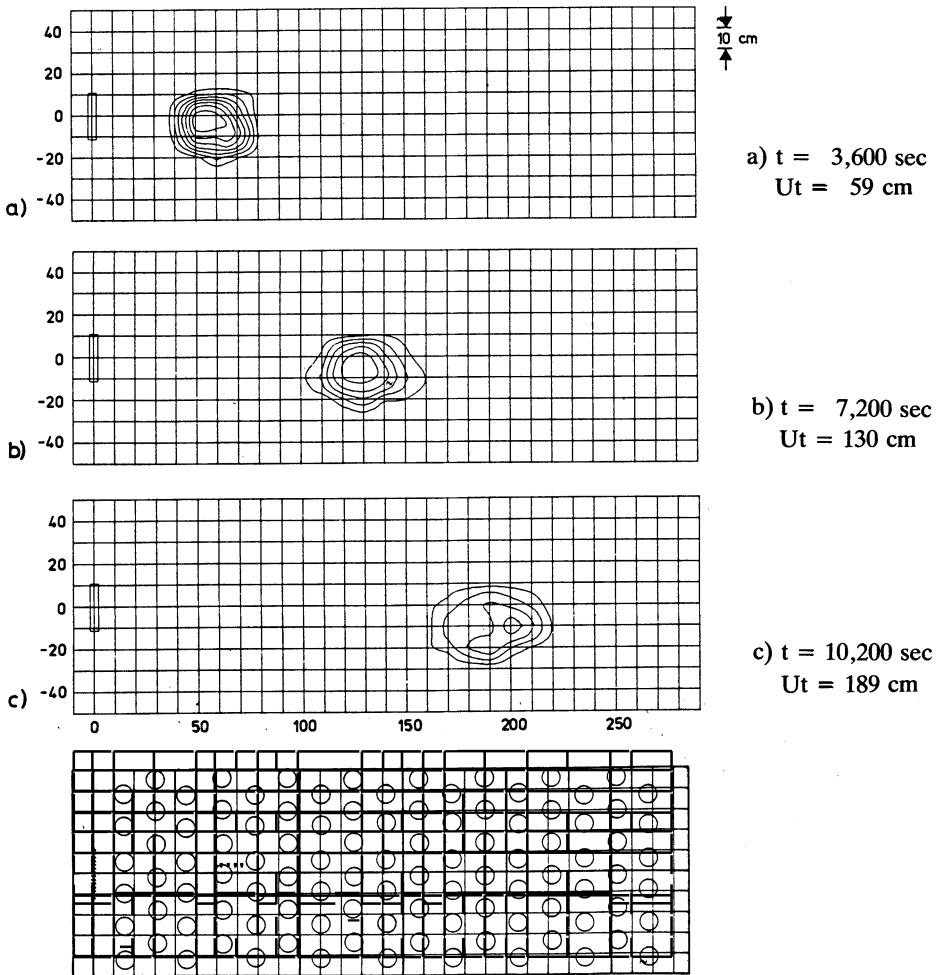 40
20
0
-20
-40
a)
10 cm
a) t = 3,600 sec
Ut = 59 cm
40
20
0
-20
-40
b)
b) t = 7,200 sec
Ut = 130 cm
40
20
0
-20
-40
c)
c) t = 10,200 sec
Ut = 189 cm
0 50 100 150 200 250